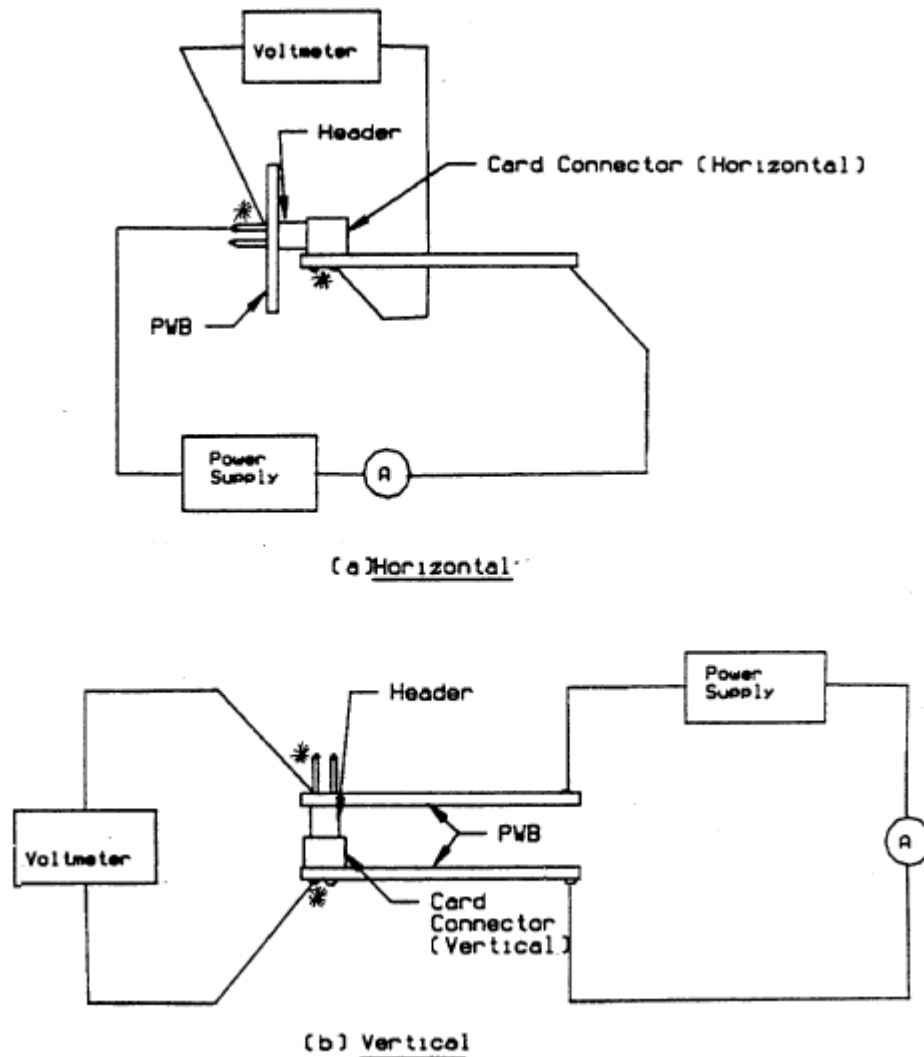 Voltmeter
Header
Card Connector (Horizontal)
PWB
Power
Supply
A
(a)Horizontal
Power
Supply
Header
PWB
A
Voltmeter
Card
Connector
(Vertical)
(b) Vertical